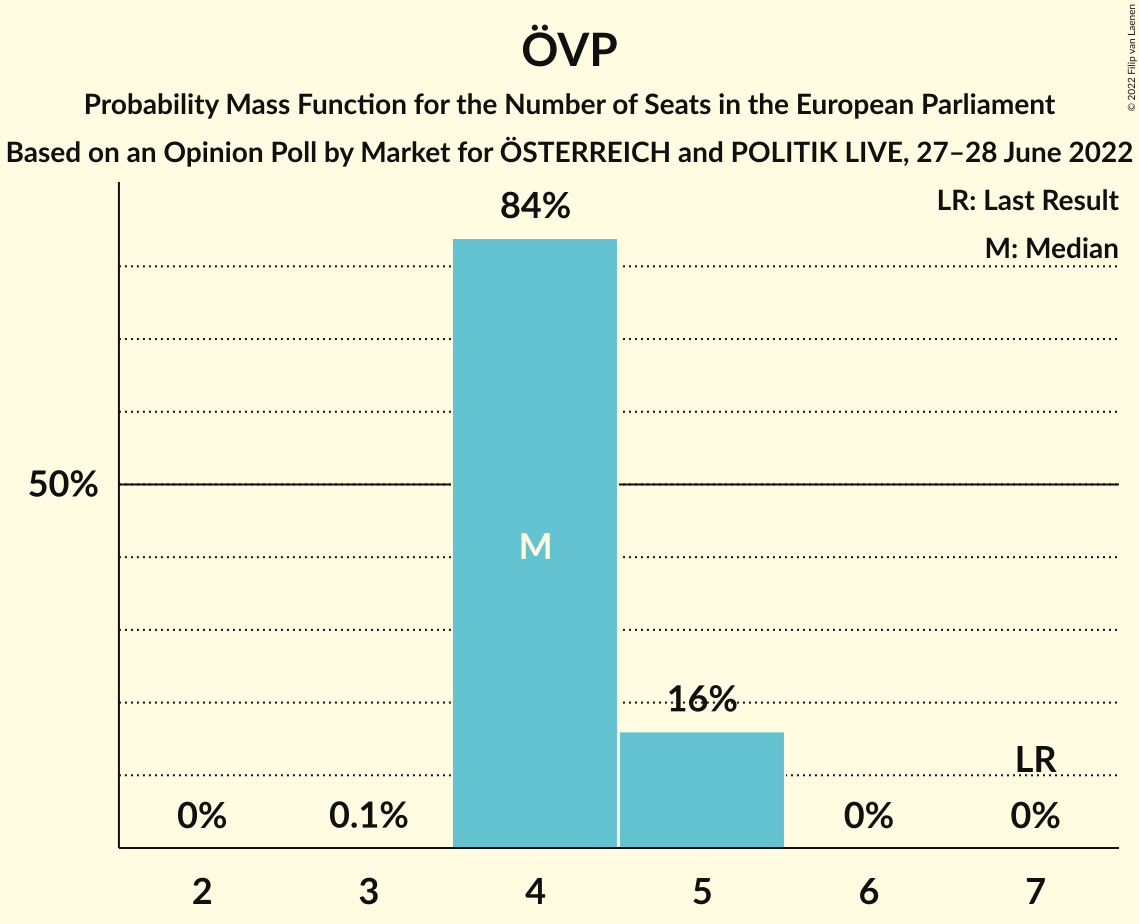 ÖVP
Probability Mass Function for the Number of Seats in the European Parliament
Based on an Opinion Poll by Market for ÖSTERREICH and POLITIK LIVE, 27–28 June 2022
© 2022 Filip van Laenen
LR: Last Result
M: Median
84%
50%
M
16%
LR
0%
0.1%
0%
0%
2
3
4
5
6
7